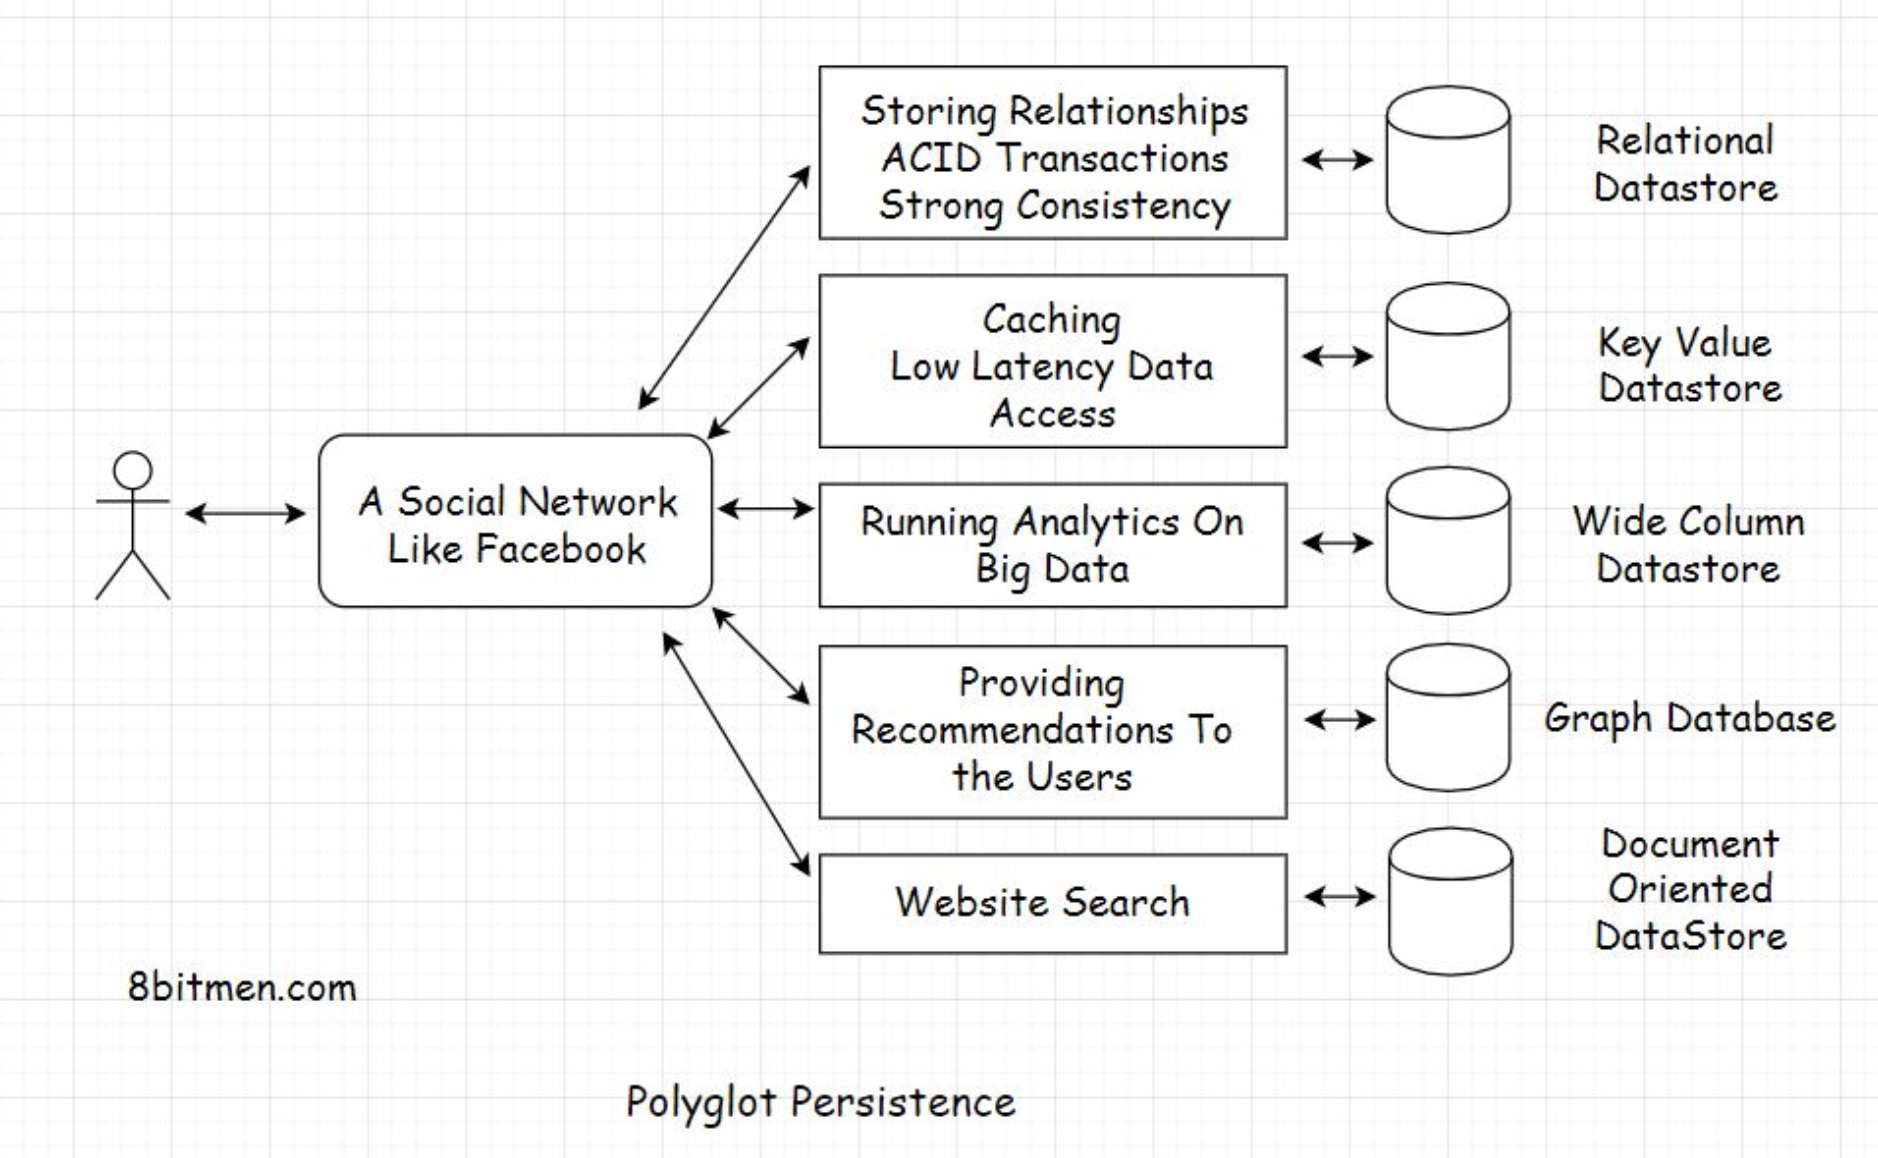 Storing Relationships
ACID Transactions
Strong Consistency
Relational
Datastore
Caching
Low Latency Data
Access
Key Value
Datastore
A Social Network
Like Facebook
Running Analytics On
Big Data
Wide Column
Datastore
Providing
Recommendations To
the Users
Graph Database
Website Search
Document
Oriented
DataStore
8bitmen.com
Polyglot Persistence